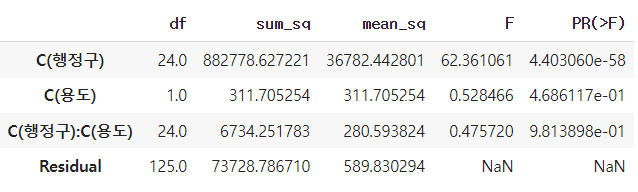 df sum_sq mean_sq F PR(>F)
C(행정구) 24.0 882778.627221 36782.442801 62.361061 4.403060e-58
C(용도) 1.0 311.705254 311.705254 0.528466 4.686117e-01
C(행정구):C(용도) 24.0 6734.251783 280.593824 0.475720 9.813898e-01
Residual 125.0 73728.786710 589.830294 NaN NaN